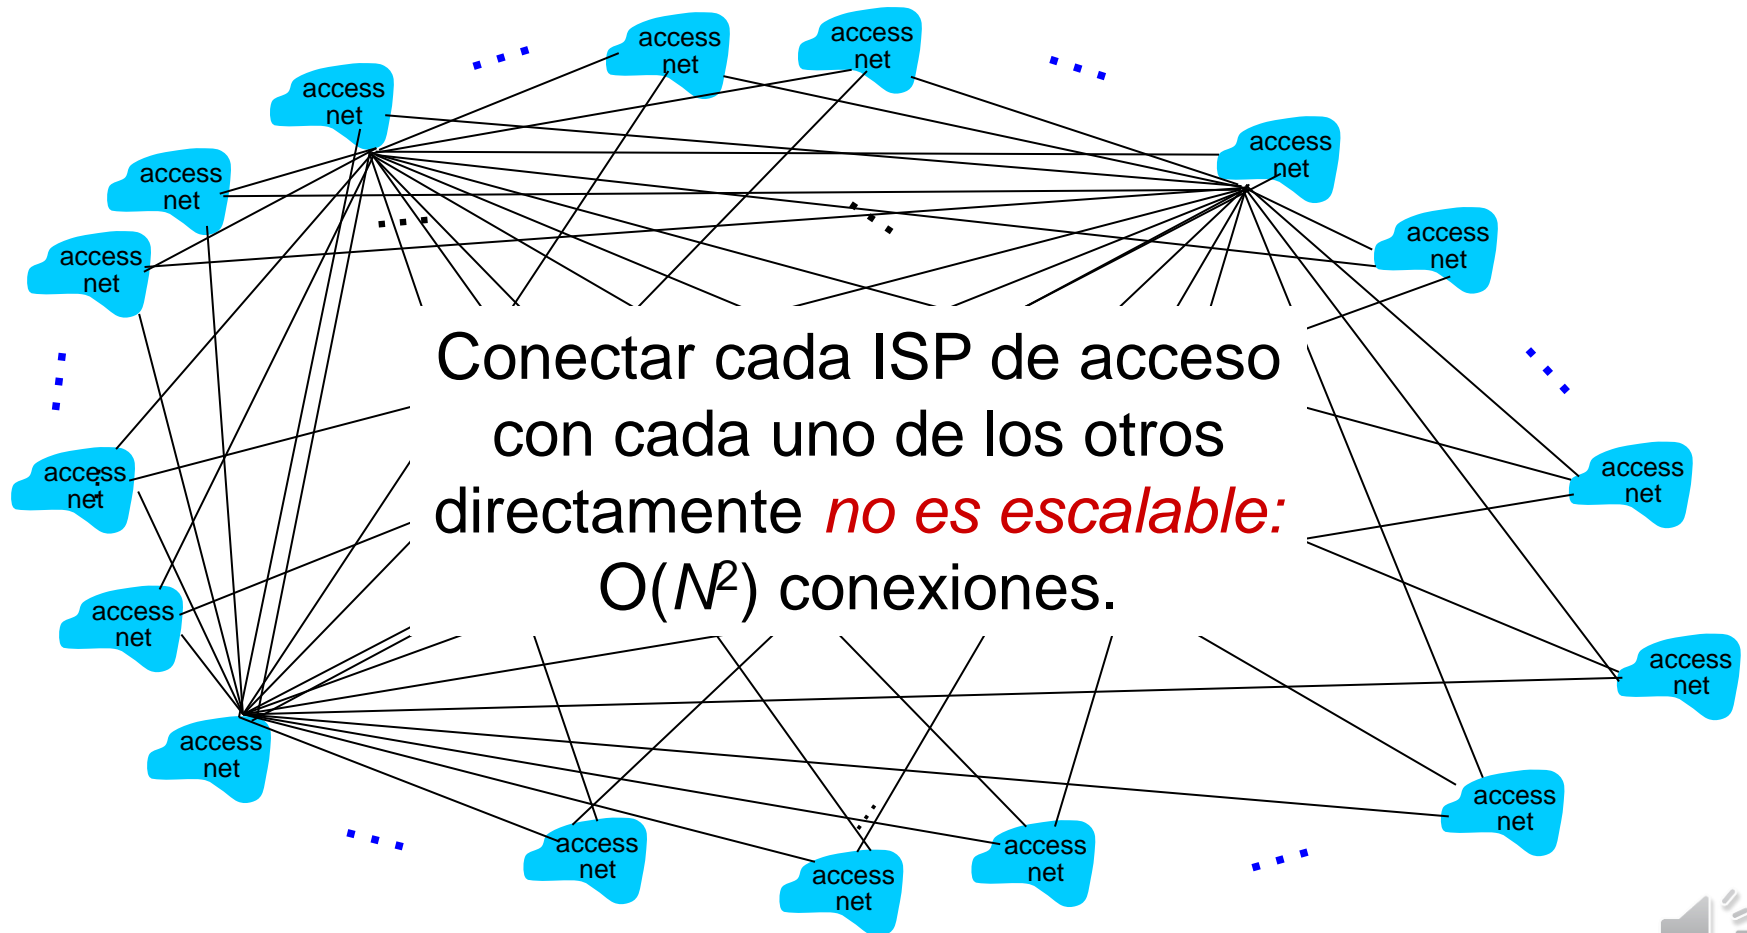 access
net
access
net
access
net
access
net
access
net
access
net
access
net
access
net
Conectar cada ISP de acceso
con cada uno de los otros
directamente no es escalable:
O(N²) conexiones.
access
net
access
net
access
net
access
net
access
net
access
net
access
net
access
net